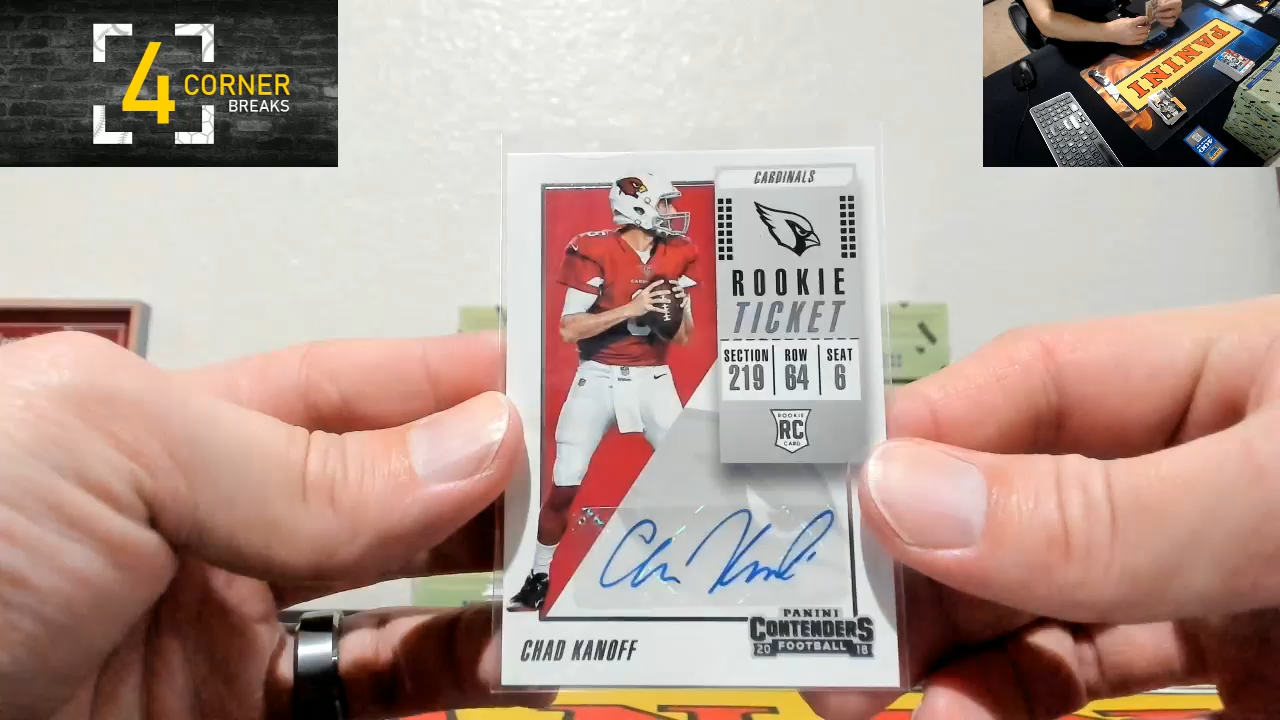 4 CORNER
BREAKS
PANINI
CARDINALS
ROOKIE
TICKET
SECTION ROW SEAT
219 64 6
ROOKIE
RC
CARD
PANINI
CONTENDERS
20 FOOTBALL 18
CHAD KANOFF